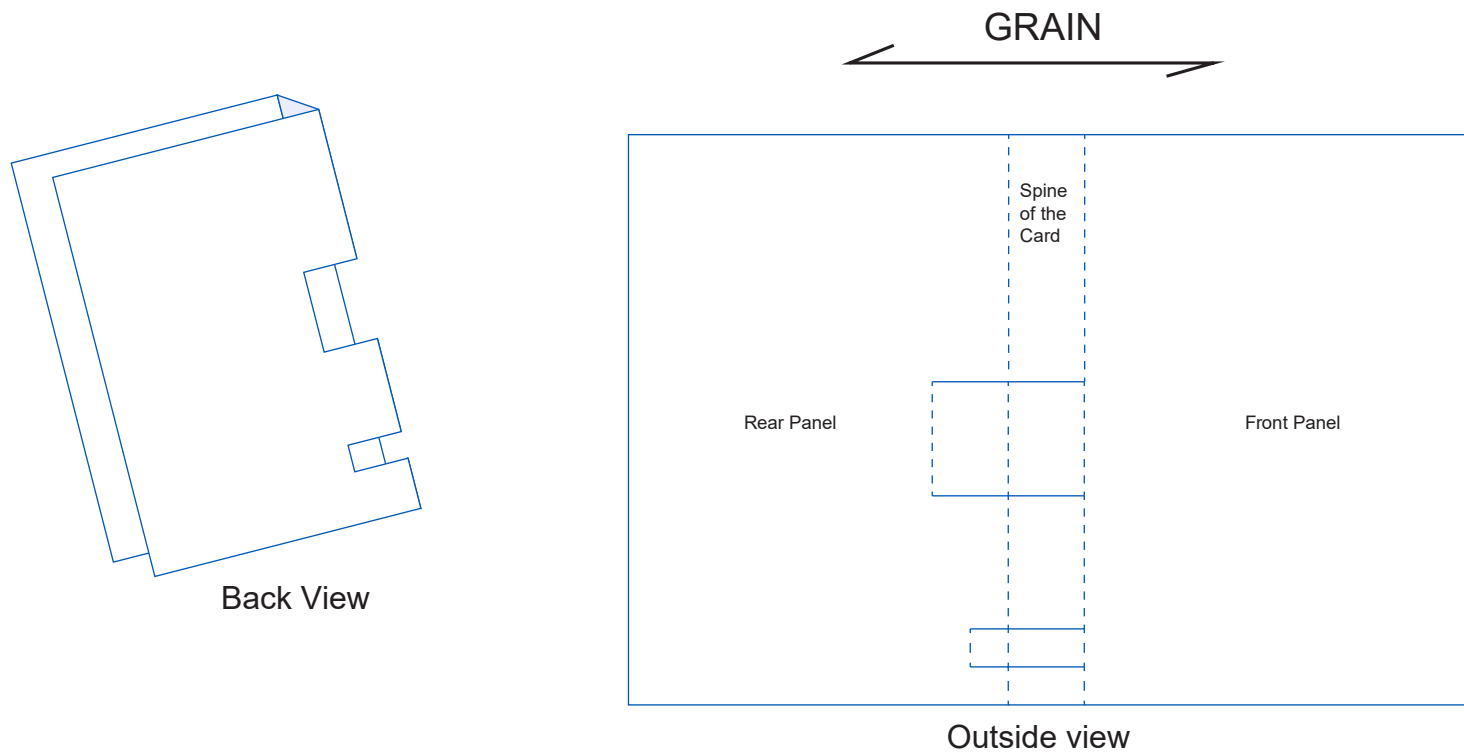 GRAIN
Spine
of the
Card
Rear Panel
Front Panel
Back View
Outside view